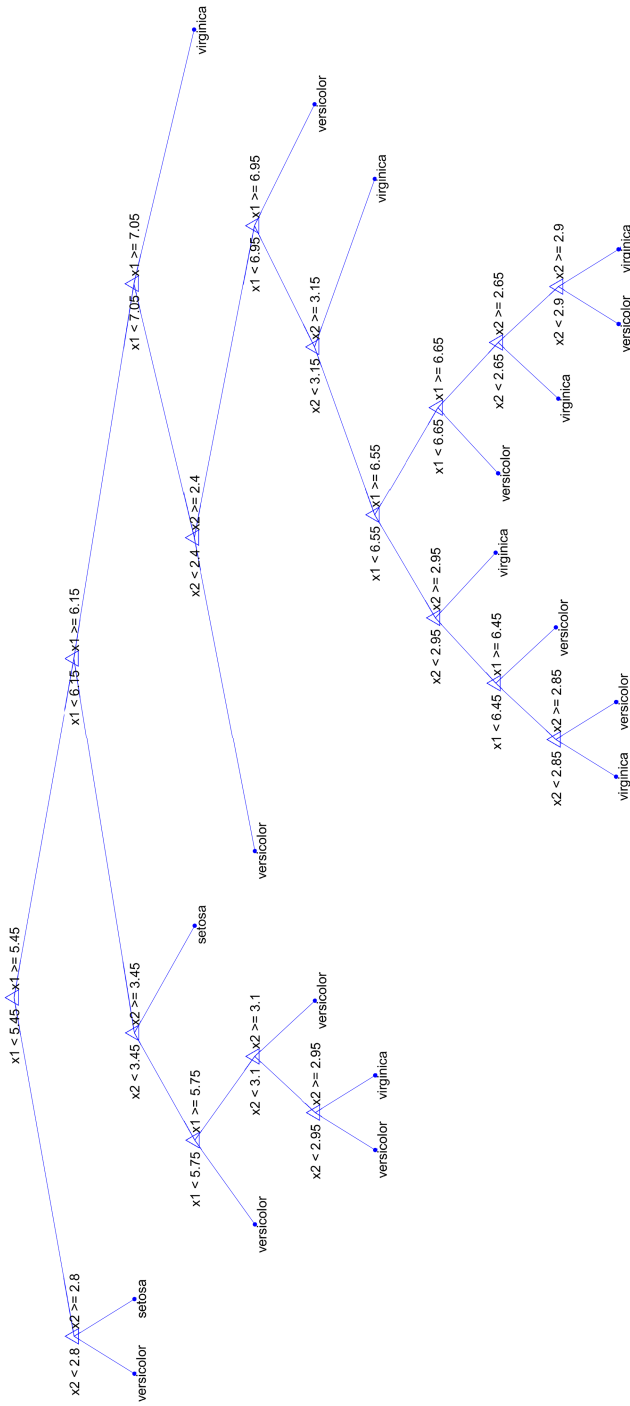 x1 < 5.45
x1 >= 5.45
x2 < 2.8
x2 >= 2.8
x1 < 6.15
x1 >= 6.15
versicolor
setosa
x2 < 3.45
x2 >= 3.45
x1 < 7.05
x1 >= 7.05
x1 < 5.75
x1 >= 5.75
setosa
x2 < 2.4
x2 >= 2.4
virginica
versicolor
x2 < 3.1
x2 >= 3.1
versicolor
x1 < 6.95
x1 >= 6.95
x2 < 2.95
x2 >= 2.95
versicolor
x2 < 3.15
x2 >= 3.15
versicolor
versicolor
virginica
x1 < 6.55
x1 >= 6.55
virginica
x2 < 2.95
x2 >= 2.95
x1 < 6.65
x1 >= 6.65
x1 < 6.45
x1 >= 6.45
virginica
versicolor
x2 < 2.65
x2 >= 2.65
x2 < 2.85
x2 >= 2.85
versicolor
virginica
x2 < 2.9
x2 >= 2.9
virginica
versicolor
versicolor
virginica